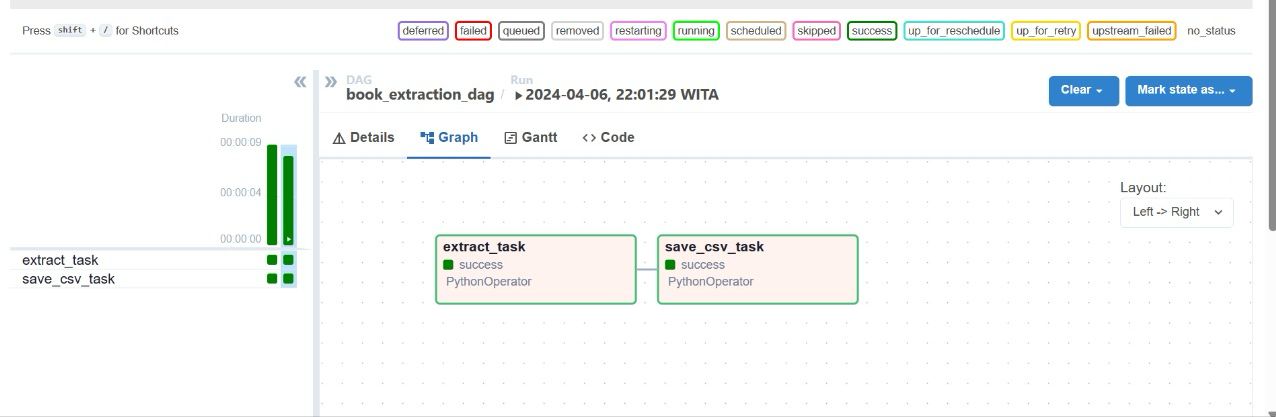 Press shift + / for Shortcuts
deferred failed queued removed restarting running scheduled skipped success up_for_reschedule up_for_retry upstream_failed no_status
DAG
book_extraction_dag
/
Run
2024-04-06, 22:01:29 WITA
Clear
Mark state as...
Duration
00:00:09
00:00:04
00:00:00
extract_task
save_csv_task
Details
Graph
Gantt
Code
Layout:
Left -> Right
extract_task
success
PythonOperator
save_csv_task
success
PythonOperator